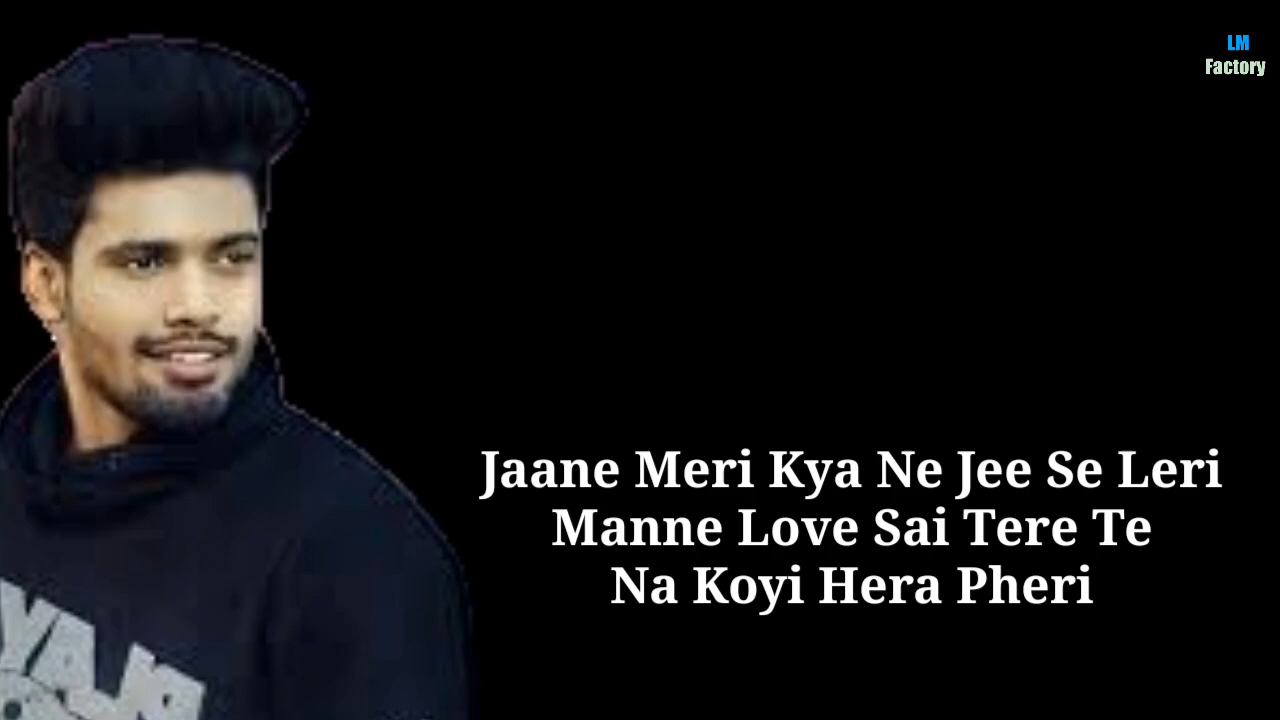 LM
Factory
Jaane Meri Kya Ne Jee Se Leri
Manne Love Sai Tere Te
Na Koyi Hera Pheri